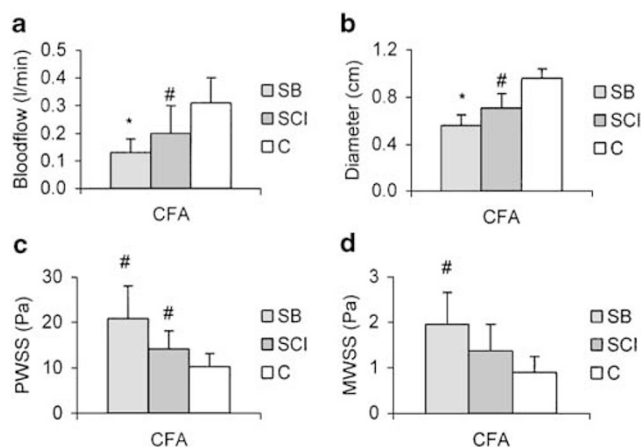 a
Bloodflow (l/min)
0.5
0.4
0.3
0.2
0.1
0.0
*
#
CFA
SB
SCI
C
b
Diameter (cm)
1.2
0.8
0.4
0.0
*
#
CFA
SB
SCI
C
c
PWSS (Pa)
30
20
10
0
#
#
CFA
SB
SCI
C
d
MWSS (Pa)
3
2
1
0
#
CFA
SB
SCI
C